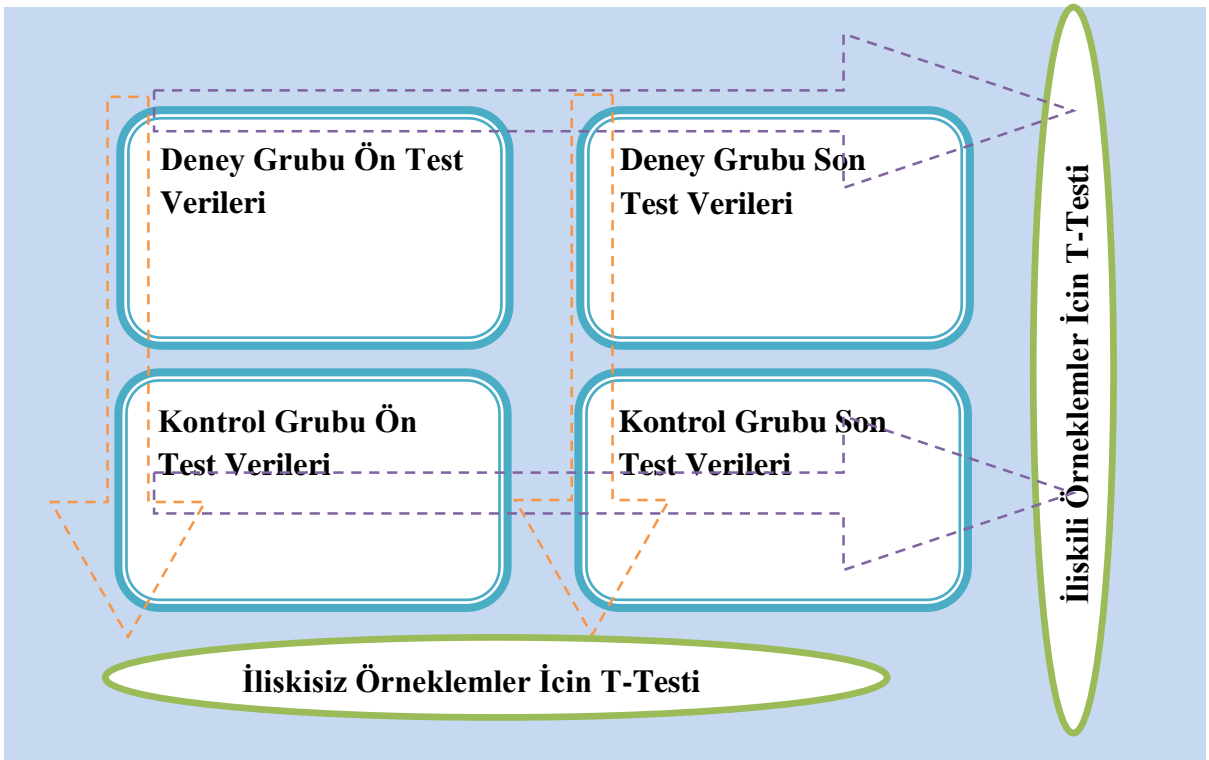 Deney Grubu Ön Test
Verileri
Deney Grubu Son
Test Verileri
Kontrol Grubu Ön
Test Verileri
Kontrol Grubu Son
Test Verileri
İliskisiz Örneklemler İcin T-Testi
İliskili Örneklemler İcin T-Testi